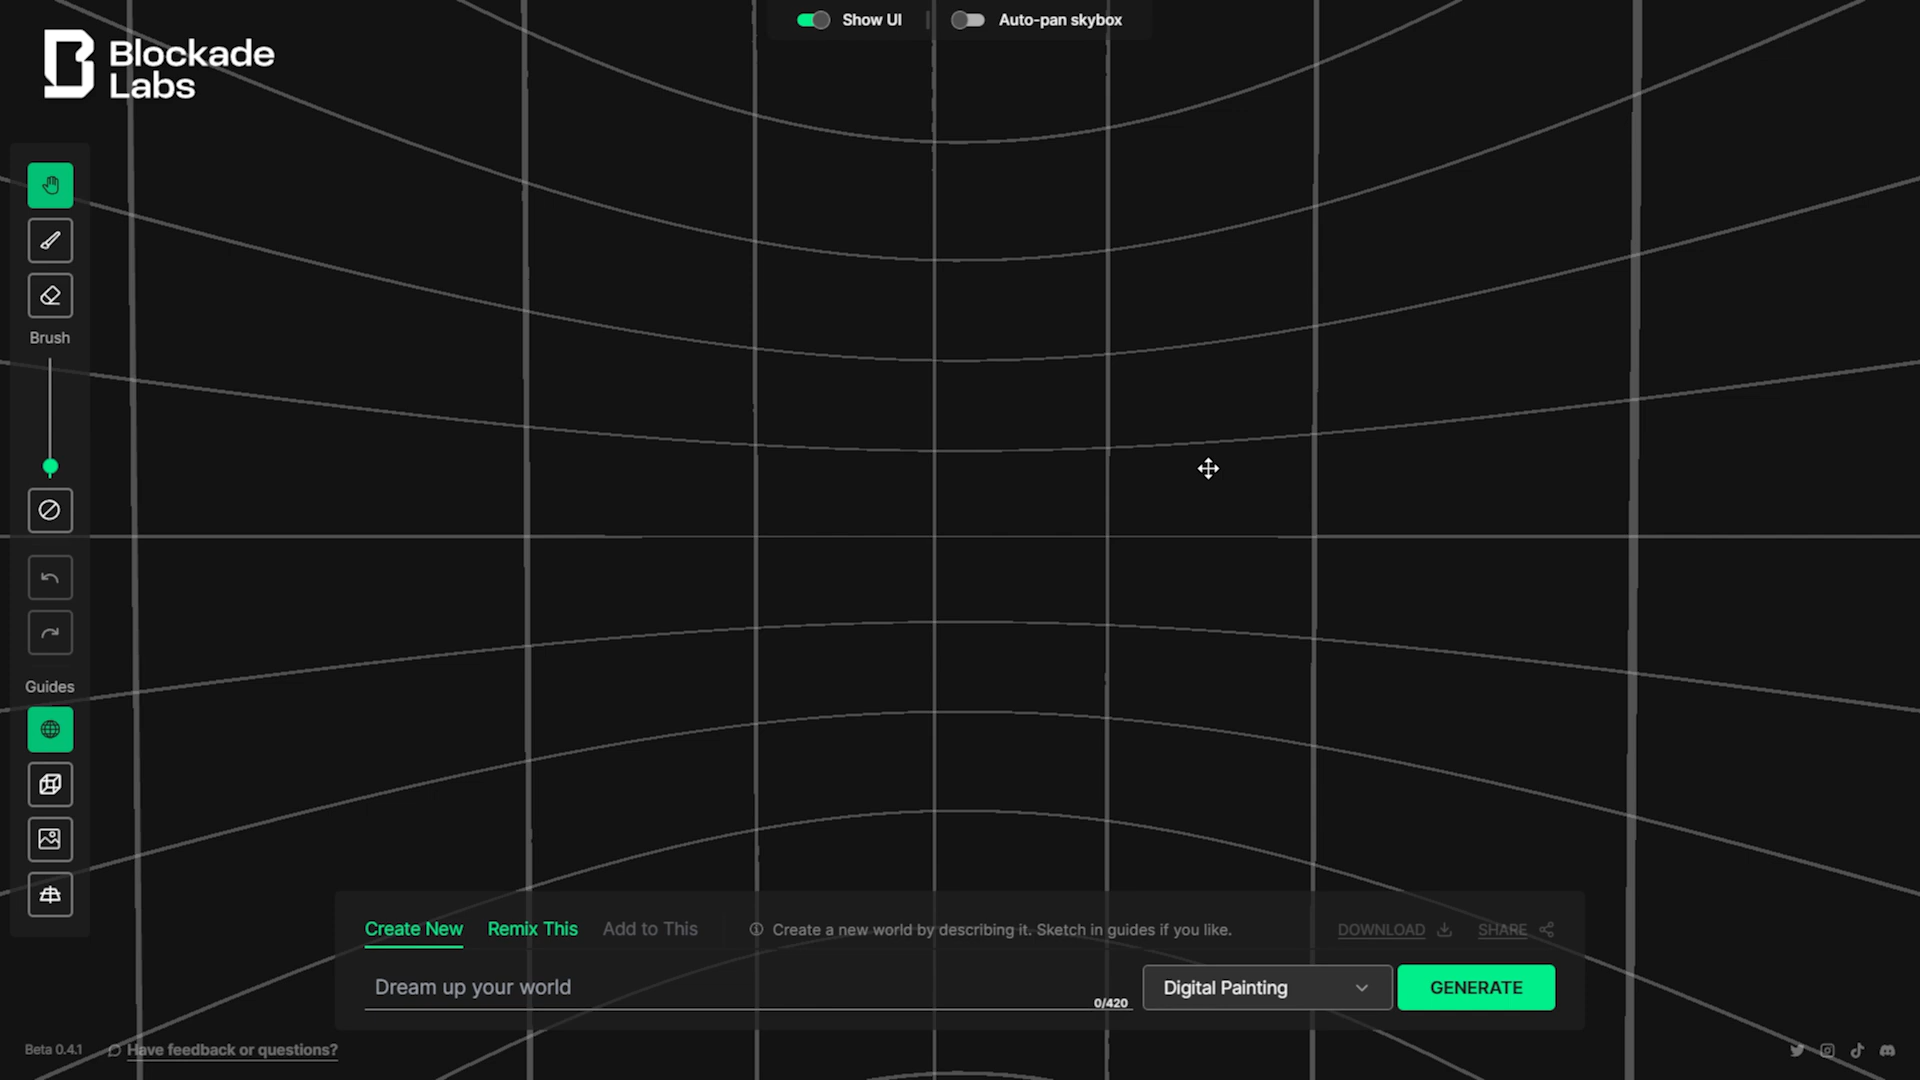 Show UI
Auto-pan skybox
Blockade
Labs
Brush
Guides
Create New
Remix This
Add to This
Create a new world by describing it. Sketch in guides if you like.
DOWNLOAD
SHARE
Dream up your world
0/420
Digital Painting
GENERATE
Beta 0.4.1
Have feedback or questions?